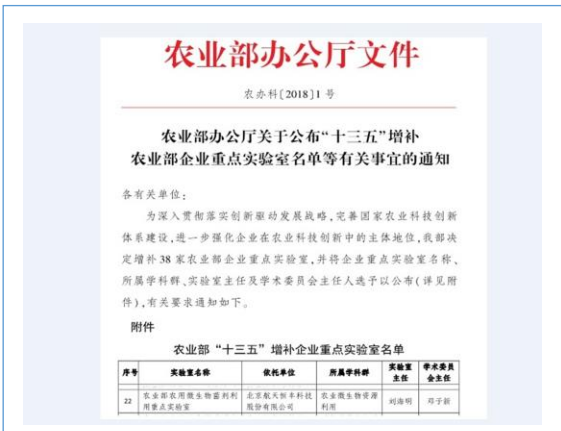 农业部办公厅文件
农办科[2018]1 号
农业部办公厅关于公布“十三五”增补
农业部企业重点实验室名单等有关事宜的通知
各有关单位：
为深入贯彻落实创新驱动发展战略,完善国家农业科技创新
体系建设,进一步强化企业在农业科技创新中的主体地位,我部决
定增补 38 家农业部企业重点实验室,并将企业重点实验室名称、
所属学科群、实验室主任及学术委员会主任人选予以公布(详见附
件),有关要求通知如下。
附件
农业部“十三五”增补企业重点实验室名单
序号 实验室名称 依托单位 所属学科群 实验室主任 学术委员会主任
22 农业部农用微生物菌剂利用重点实验室 北京航天恒丰科技股份有限公司 农业微生物资源利用 刘海明 邓子新